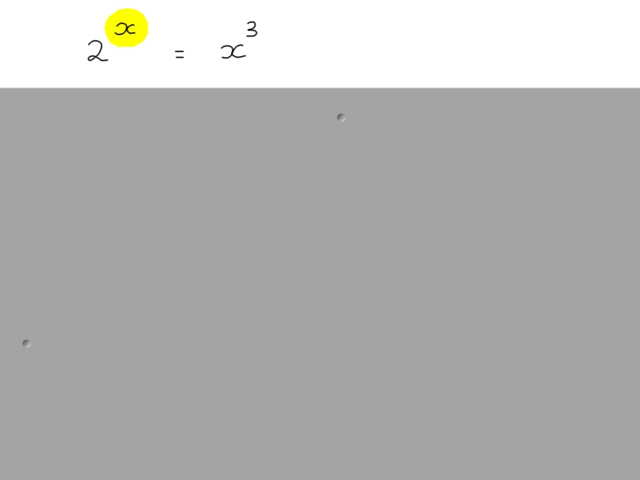 2^x = x^3